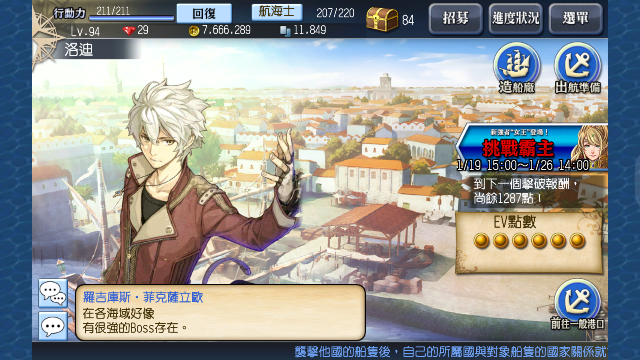 行動力 211/211
回復
航海士 207/220
84
招募
進度狀況
選單
Lv.94
29
7.666.289
11.849
洛迪
造船廠
出航準備
新強者"女王"登場！
挑戰霸主
1/19 15:00～1/26 14:00
到下一個擊破報酬，
尚餘1287點！
EV點數
羅吉庫斯・菲克薩立歐
在各海域好像
有很強的Boss存在。
前往一般港口
襲擊他國的船隻後，自己的所屬國與對象船隻的國家關係就